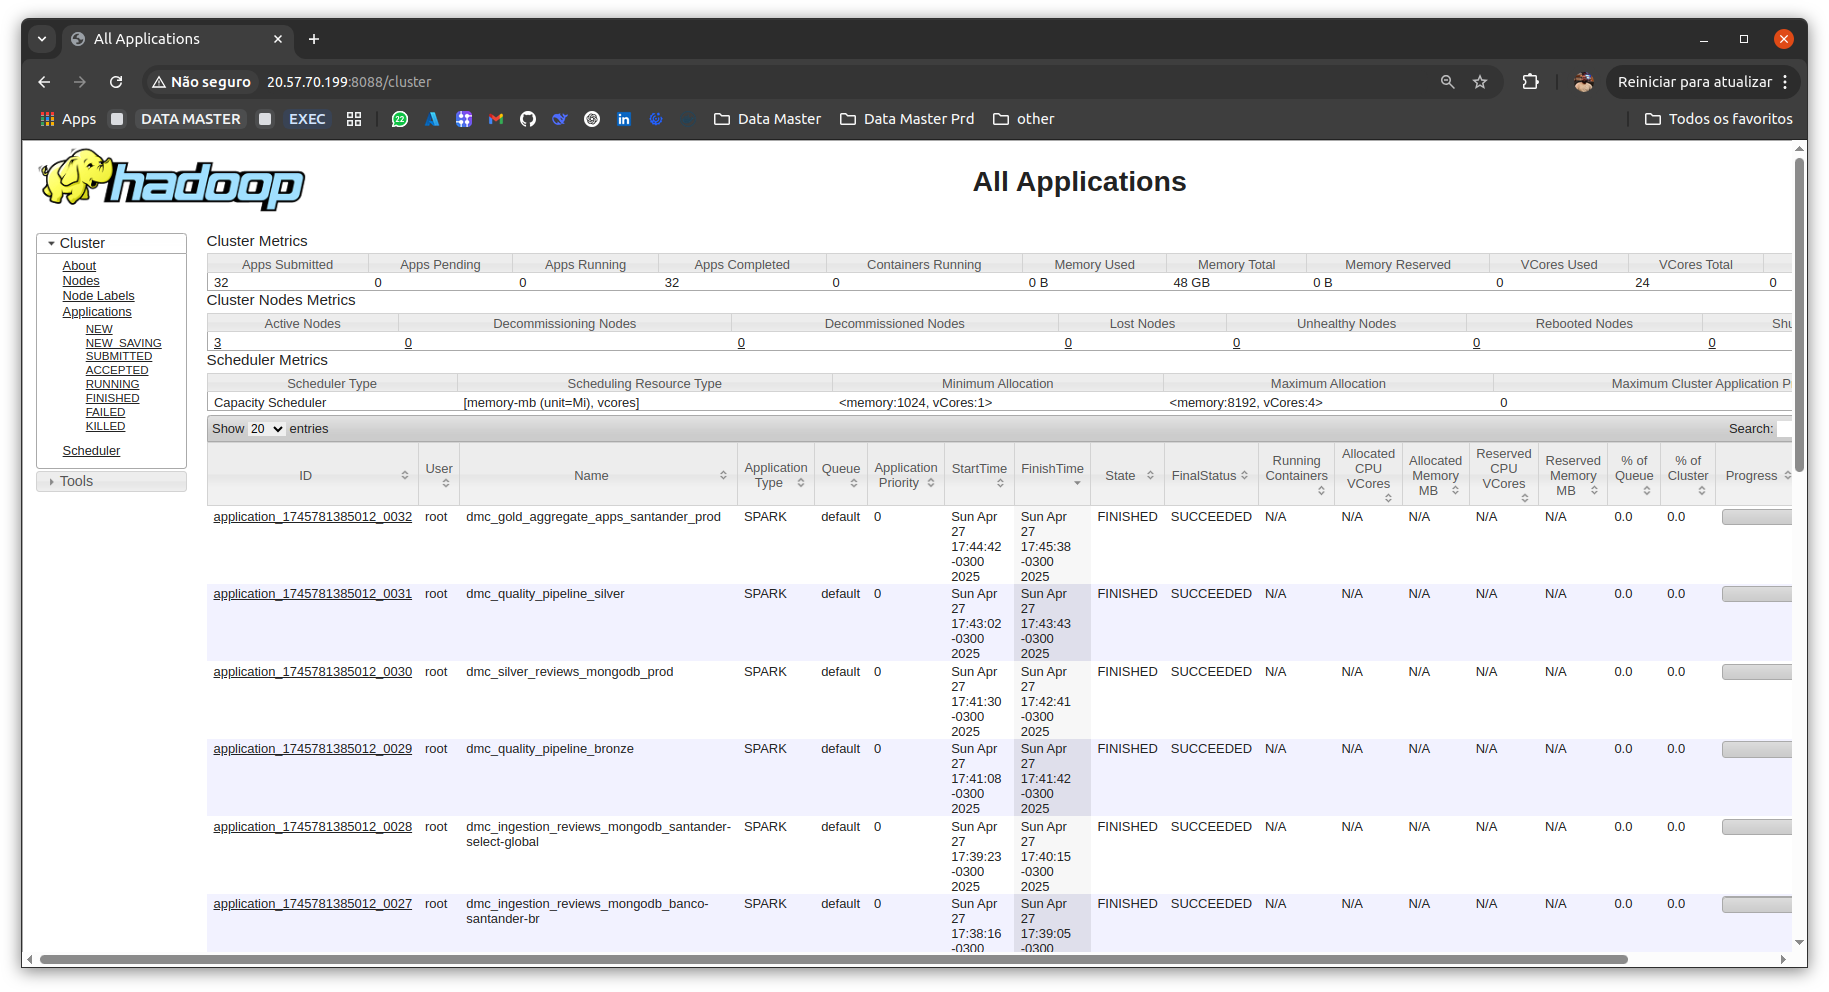 All Applications
Não seguro 20.57.70.199:8088/cluster
Reiniciar para atualizar
Apps DATA MASTER EXEC 22 Data Master Data Master Prd other Todos os favoritos
hadoop
All Applications
Cluster
About
Nodes
Node Labels
Applications
NEW
NEW_SAVING
SUBMITTED
ACCEPTED
RUNNING
FINISHED
FAILED
KILLED
Scheduler
Tools
Cluster Metrics
Apps Submitted Apps Pending Apps Running Apps Completed Containers Running Memory Used Memory Total Memory Reserved VCores Used VCores Total
32 0 0 32 0 0 B 48 GB 0 B 0 24 0
Cluster Nodes Metrics
Active Nodes Decommissioning Nodes Decommissioned Nodes Lost Nodes Unhealthy Nodes Rebooted Nodes Shu
3 0 0 0 0 0 0
Scheduler Metrics
Scheduler Type Scheduling Resource Type Minimum Allocation Maximum Allocation Maximum Cluster Application P
Capacity Scheduler [memory-mb (unit=Mi), vcores] <memory:1024, vCores:1> <memory:8192, vCores:4> 0
Show 20 entries Search:
ID User Name Application Type Queue Application Priority StartTime FinishTime State FinalStatus Running Containers Allocated CPU VCores Allocated Memory MB Reserved CPU VCores Reserved Memory MB % of Queue % of Cluster Progress
application_1745781385012_0032 root dmc_gold_aggregate_apps_santander_prod SPARK default 0 Sun Apr 27 17:44:42 -0300 2025 Sun Apr 27 17:45:38 -0300 2025 FINISHED SUCCEEDED N/A N/A N/A N/A N/A 0.0 0.0
application_1745781385012_0031 root dmc_quality_pipeline_silver SPARK default 0 Sun Apr 27 17:43:02 -0300 2025 Sun Apr 27 17:43:43 -0300 2025 FINISHED SUCCEEDED N/A N/A N/A N/A N/A 0.0 0.0
application_1745781385012_0030 root dmc_silver_reviews_mongodb_prod SPARK default 0 Sun Apr 27 17:41:30 -0300 2025 Sun Apr 27 17:42:41 -0300 2025 FINISHED SUCCEEDED N/A N/A N/A N/A N/A 0.0 0.0
application_1745781385012_0029 root dmc_quality_pipeline_bronze SPARK default 0 Sun Apr 27 17:41:08 -0300 2025 Sun Apr 27 17:41:42 -0300 2025 FINISHED SUCCEEDED N/A N/A N/A N/A N/A 0.0 0.0
application_1745781385012_0028 root dmc_ingestion_reviews_mongodb_santander-select-global SPARK default 0 Sun Apr 27 17:39:23 -0300 2025 Sun Apr 27 17:40:15 -0300 2025 FINISHED SUCCEEDED N/A N/A N/A N/A N/A 0.0 0.0
application_1745781385012_0027 root dmc_ingestion_reviews_mongodb_banco-santander-br SPARK default 0 Sun Apr 27 17:38:16 -0300 Sun Apr 27 17:39:05 -0300 FINISHED SUCCEEDED N/A N/A N/A N/A N/A 0.0 0.0